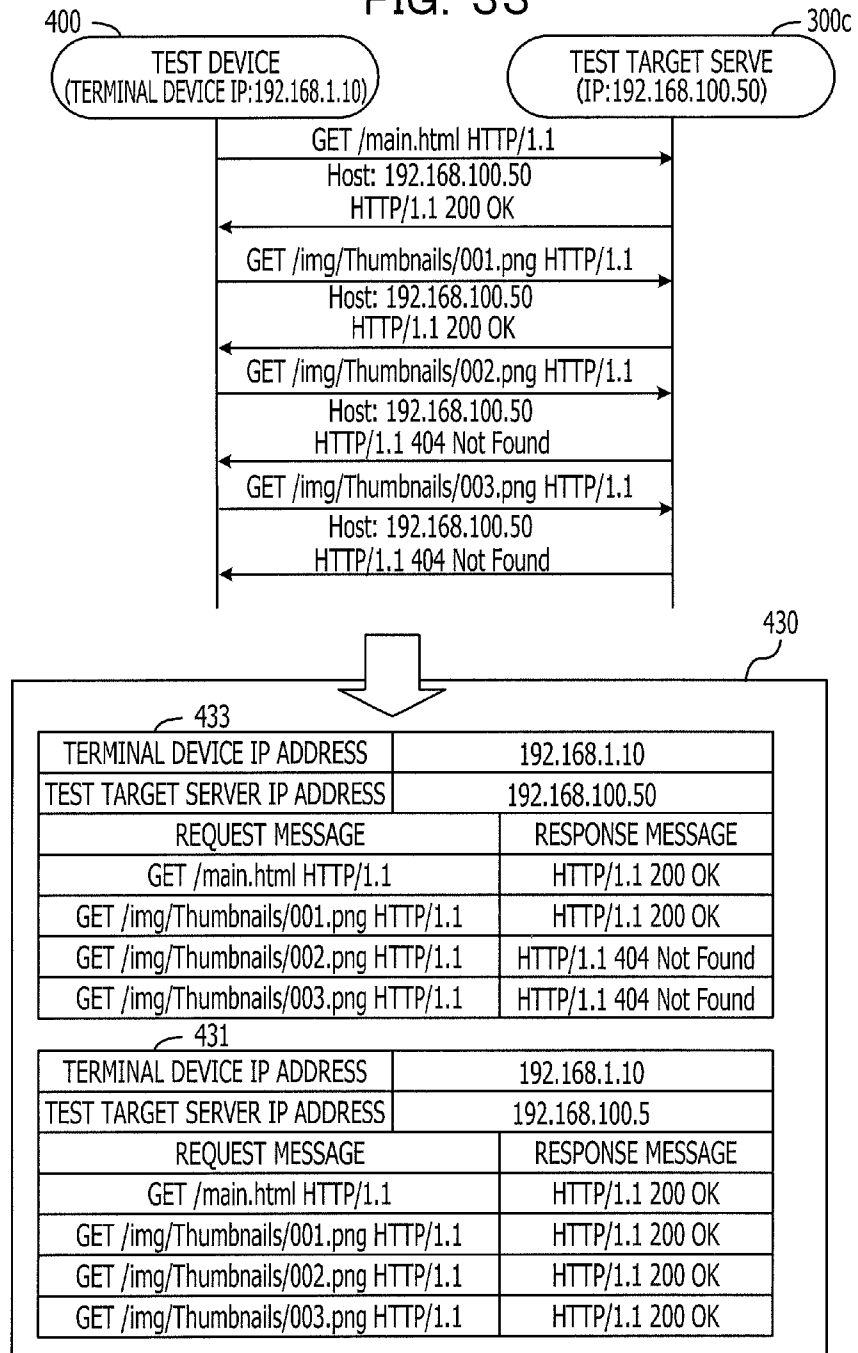 FIG. 33
400
300c
TEST DEVICE
(TERMINAL DEVICE IP:192.168.1.10)
TEST TARGET SERVE
(IP:192.168.100.50)
GET /main.html HTTP/1.1
Host: 192.168.100.50
HTTP/1.1 200 OK
GET /img/Thumbnails/001.png HTTP/1.1
Host: 192.168.100.50
HTTP/1.1 200 OK
GET /img/Thumbnails/002.png HTTP/1.1
Host: 192.168.100.50
HTTP/1.1 404 Not Found
GET /img/Thumbnails/003.png HTTP/1.1
Host: 192.168.100.50
HTTP/1.1 404 Not Found
430
433
TERMINAL DEVICE IP ADDRESS 192.168.1.10
TEST TARGET SERVER IP ADDRESS 192.168.100.50
REQUEST MESSAGE RESPONSE MESSAGE
GET /main.html HTTP/1.1 HTTP/1.1 200 OK
GET /img/Thumbnails/001.png HTTP/1.1 HTTP/1.1 200 OK
GET /img/Thumbnails/002.png HTTP/1.1 HTTP/1.1 404 Not Found
GET /img/Thumbnails/003.png HTTP/1.1 HTTP/1.1 404 Not Found
431
TERMINAL DEVICE IP ADDRESS 192.168.1.10
TEST TARGET SERVER IP ADDRESS 192.168.100.5
REQUEST MESSAGE RESPONSE MESSAGE
GET /main.html HTTP/1.1 HTTP/1.1 200 OK
GET /img/Thumbnails/001.png HTTP/1.1 HTTP/1.1 200 OK
GET /img/Thumbnails/002.png HTTP/1.1 HTTP/1.1 200 OK
GET /img/Thumbnails/003.png HTTP/1.1 HTTP/1.1 200 OK